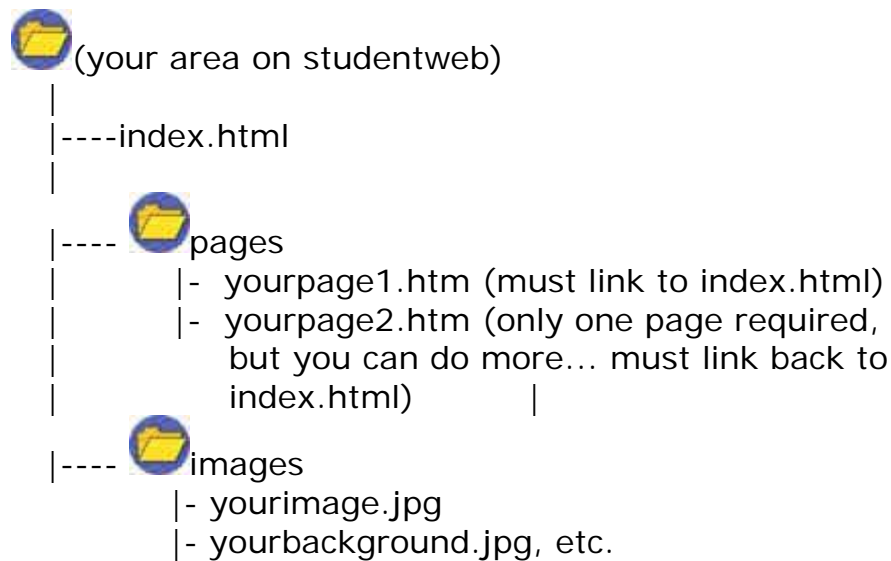 (your area on studentweb)
|
|----index.html
|
|---- pages
| |- yourpage1.htm (must link to index.html)
| |- yourpage2.htm (only one page required,
| but you can do more... must link back to
| index.html) |
|---- images
|- yourimage.jpg
|- yourbackground.jpg, etc.